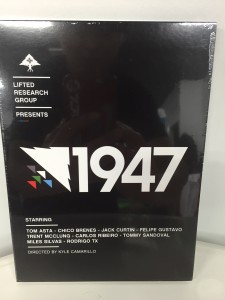 LIFTED
RESEARCH
GROUP
PRESENTS
1947
STARRING
TOM ASTA - CHICO BRENES - JACK CURTIN - FELIPE GUSTAVO
TRENT MCCLUNG - CARLOS RIBEIRO - TOMMY SANDOVAL
MILES SILVAS - RODRIGO TX
DIRECTED BY KYLE CAMARILLO